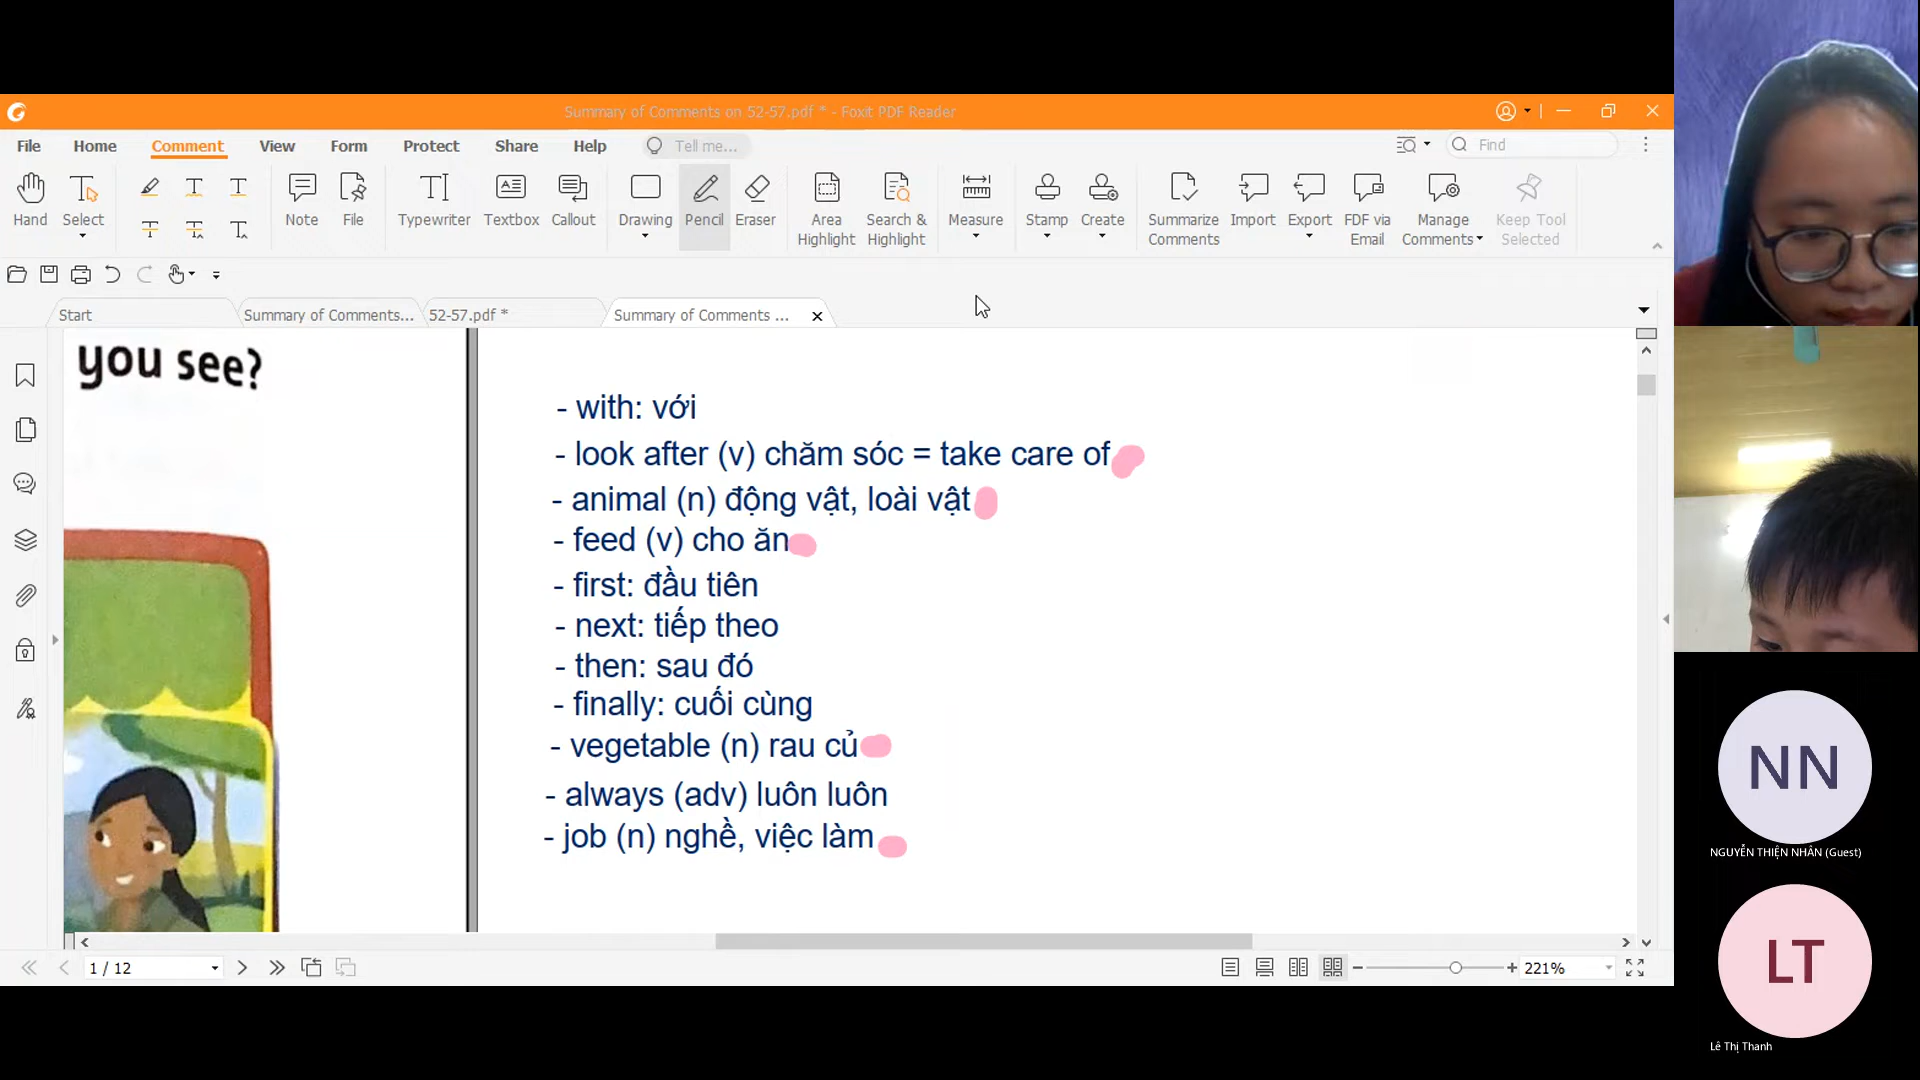 Summary of Comments on 52-57.pdf * - Foxit PDF Reader
File Home Comment View Form Protect Share Help Tell me... Find
Hand Select Note File Typewriter Textbox Callout Drawing Pencil Eraser Area Highlight Search & Highlight Measure Stamp Create Summarize Comments Import Export FDF via Email Manage Comments Keep Tool Selected
Start Summary of Comments... 52-57.pdf * Summary of Comments ...
you see?
- with: với
- look after (v) chăm sóc = take care of
- animal (n) động vật, loài vật
- feed (v) cho ăn
- first: đầu tiên
- next: tiếp theo
- then: sau đó
- finally: cuối cùng
- vegetable (n) rau củ
- always (adv) luôn luôn
- job (n) nghề, việc làm
1 / 12
221%
NN
NGUYỄN THIỆN NHÂN (Guest)
LT
Lê Thị Thanh